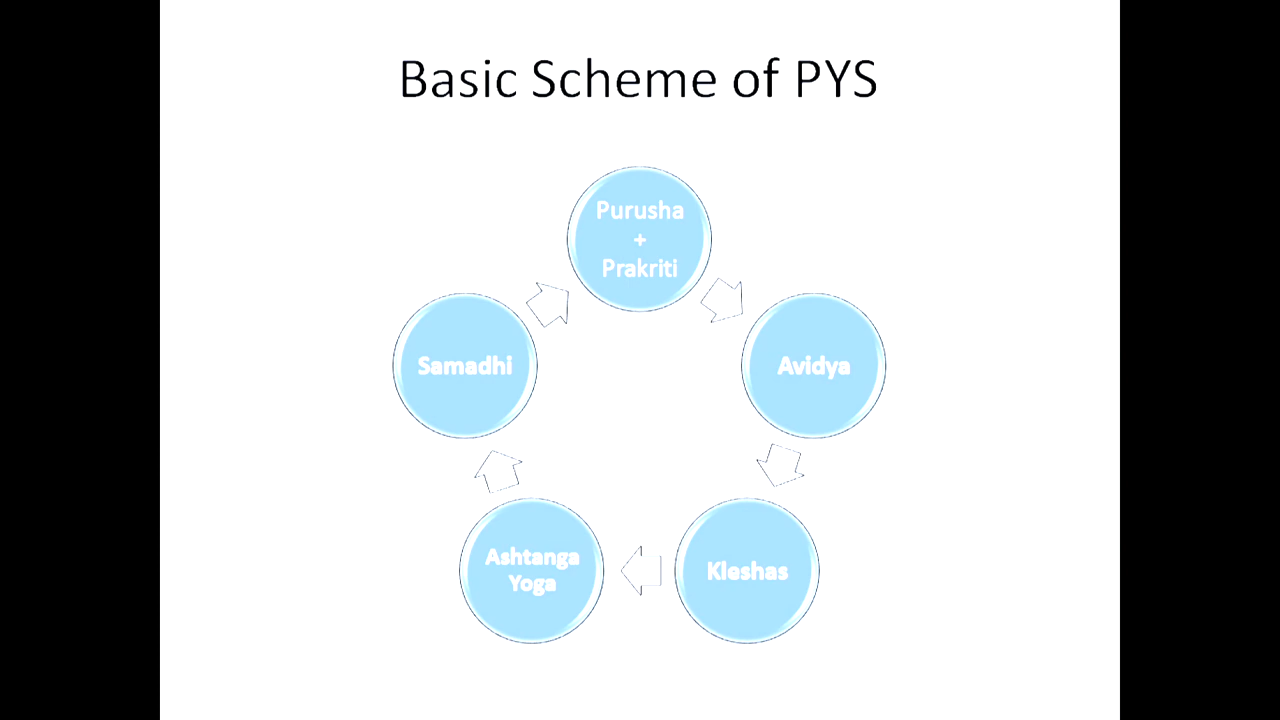 Basic Scheme of PYS
Purusha
+
Prakriti
Avidya
Kleshas
Ashtanga
Yoga
Samadhi